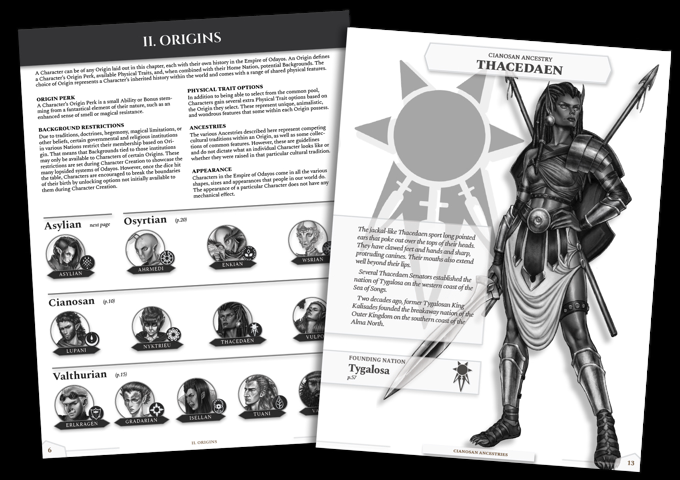 II. ORIGINS
A Character can be of any Origin laid out in this chapter, each with their own history in the Empire of Odayos. An Origin defines
a Character's Origin Perk, available Physical Traits, and, when combined with their Home Nation, potential Backgrounds. The
choice of Origin represents a Character's inherited history within the world and comes with a range of shared physical features.
ORIGIN PERK
A Character's Origin Perk is a small Ability or Bonus stem-
ming from a fantastical element of their nature, such as an
enhanced sense of smell or magical resistance.
BACKGROUND RESTRICTIONS
Due to traditions, doctrines, hegemony, magical limitations, or
other beliefs, certain governmental and religious institutions
in various Nations restrict their membership based on Ori-
gin. That means Backgrounds tied to those institutions
may only be available to Characters of certain Origins. These
restrictions are set during Character Creation to showcase the
many lopsided systems of Odayos. However, once the dice hit
the table, Characters are encouraged to break the boundaries
of their birth by unlocking options not initially available to
them during Character Creation.
PHYSICAL TRAIT OPTIONS
In addition to being able to select from the common pool,
Characters gain several extra Physical Trait options based on
the Origin they select. These represent unique, animalistic,
and wondrous features that some within each Origin possess.
ANCESTRIES
The various Ancestries described here represent competing
cultural traditions within an Origin, as well as some collec-
tions of common features. However, these are guidelines
and do not dictate what an individual Character looks like or
whether they were raised in that particular cultural tradition.
APPEARANCE
Characters in the Empire of Odayos come in all the various
shapes, sizes and appearances that people in our world do.
The appearance of a particular Character does not have any
mechanical effect.
Asylian next page
Osyrtian (p.20)
ASYLIAN
AHRMEDI
ENKIAN
WSRIAN
Cianosan (p.10)
LUPANI
NYKTRIEU
THACEDAEN
VULP
Valthurian (p.15)
ERLKRAGEN
GRADARIAN
ISELLAN
TUANI
6
II. ORIGINS
CIANOSAN ANCESTRY
THACEDAEN
The jackal-like Thacedaen sport long pointed
ears that poke out over the tops of their heads.
They have clawed feet and hands and sharp,
protruding canines. Their mouths also extend
well beyond their lips.
Several Thacedaen Senators established the
nation of Tygalosa on the western coast of the
Sea of Songs.
Two decades ago, former Tygalosan King
Kalisades founded the breakaway nation of the
Outer Kingdom on the southern coast of the
Alma North.
FOUNDING NATION
Tygalosa
p.57
CIANOSAN ANCESTRIES
13